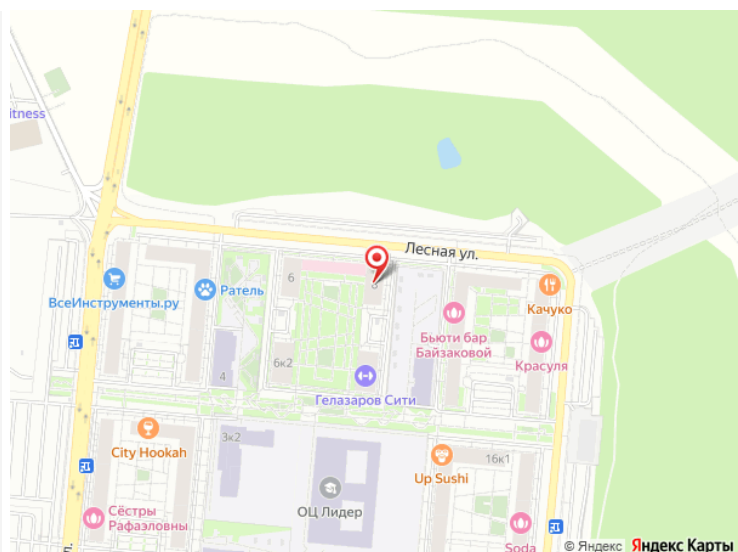 itness
Лесная ул.
6
Ратель
ВсеИнструменты.ру
Качуко
Бьюти бар
Байзаковой
Красуля
6к2
4
Гелазаров Сити
City Hookah
3к2
Up Sushi
16к1
ОЦ Лидер
Сёстры
Рафаэловны
Soda
л.
© Яндекс Яндекс Карты